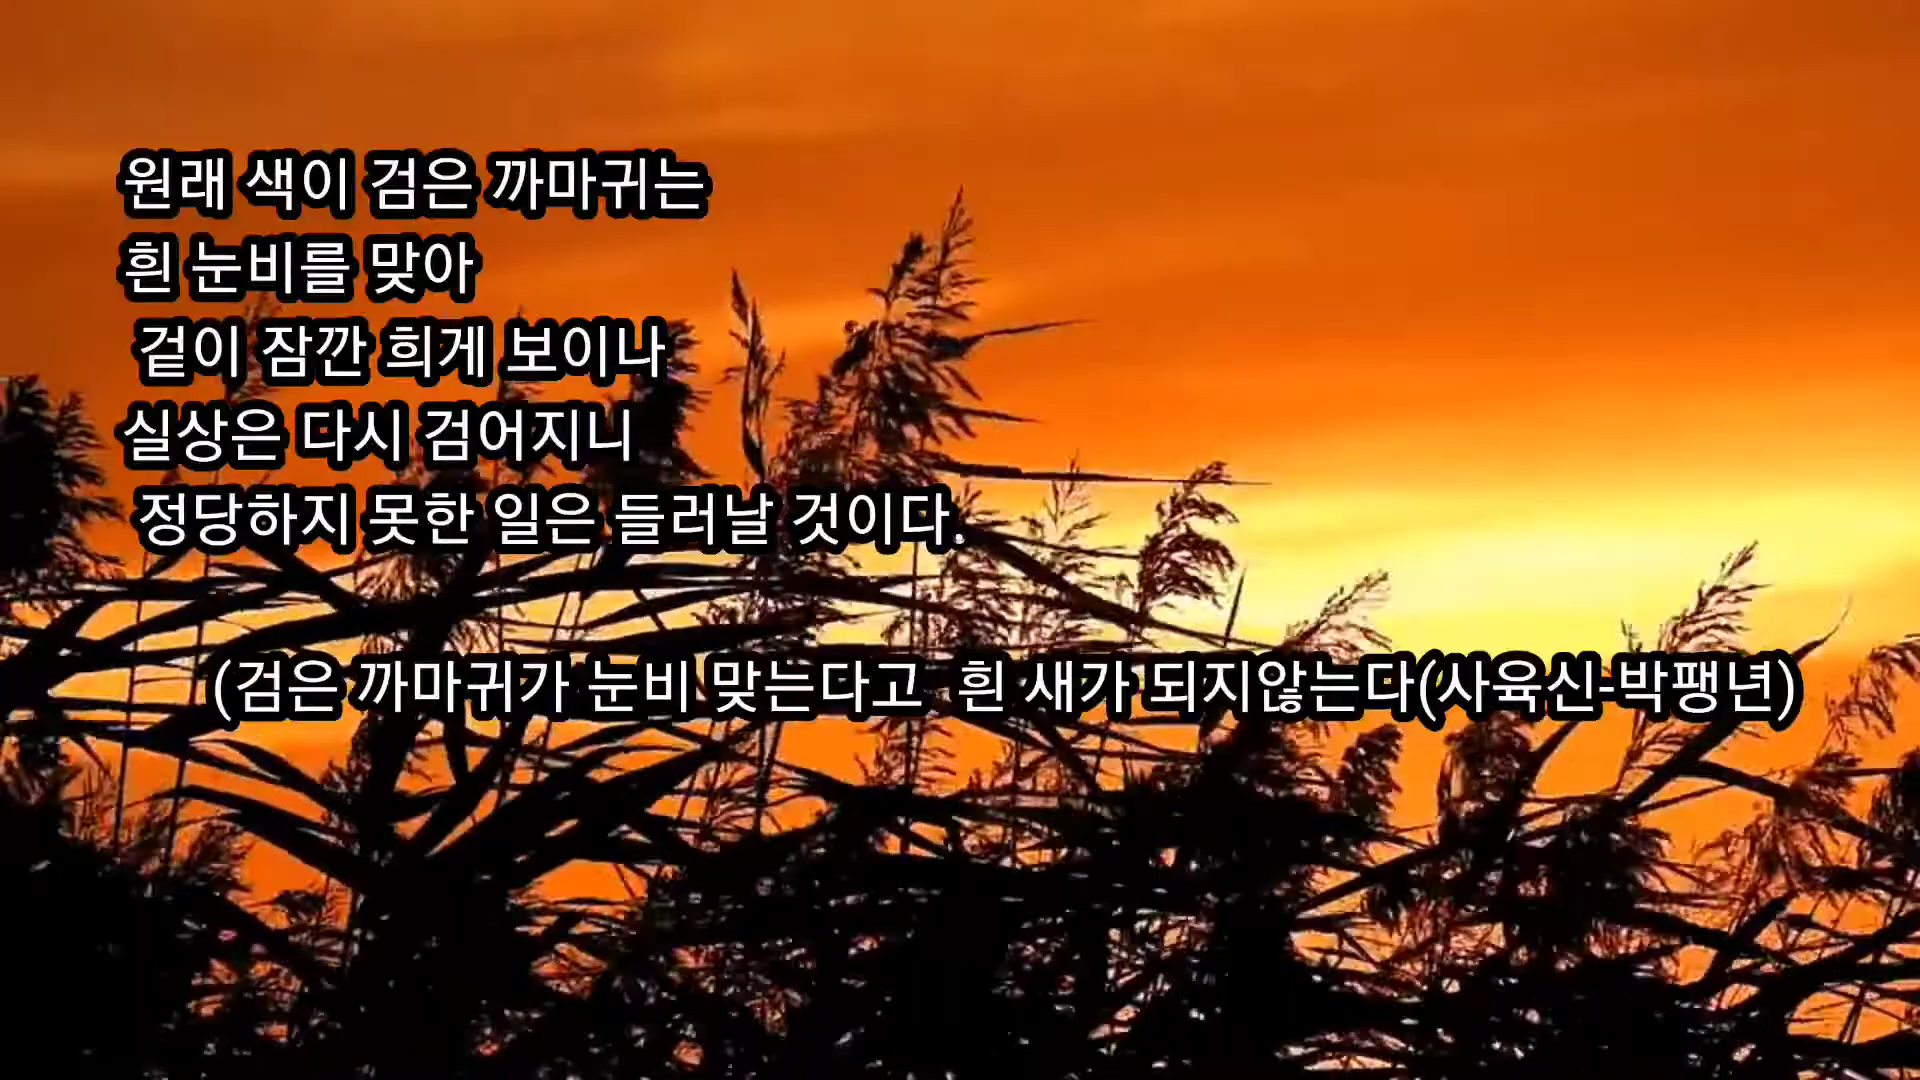 원래 색이 검은 까마귀는
흰 눈비를 맞아
겉이 잠깐 희게 보이나
실상은 다시 검어지니
정당하지 못한 일은 들러날 것이다.
(검은 까마귀가 눈비 맞는다고 흰 새가 되지않는다(사육신-박팽년)